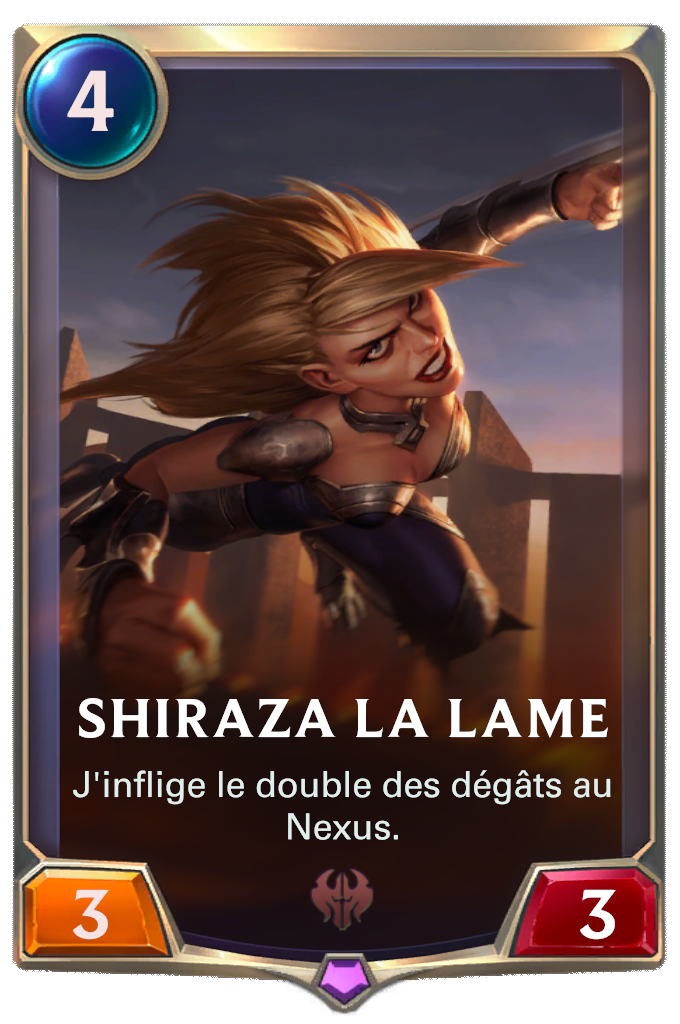 4
SHIRAZA LA LAME
J'inflige le double des dégâts au
Nexus.
3
3